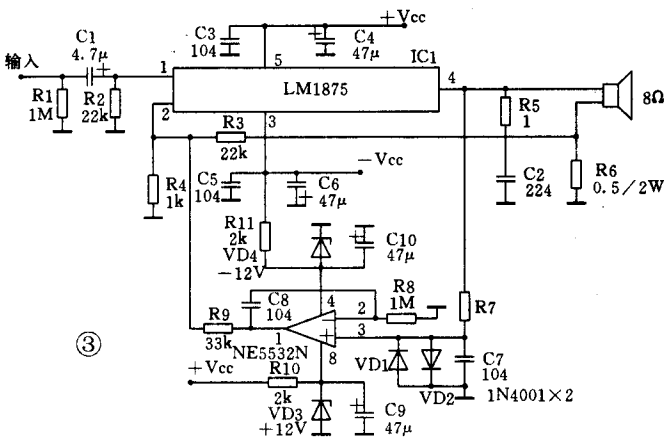 +Vcc
C1
4.7μ
+
输入
C3
104
+
C4
47μ
IC1
1
5
4
LM1875
2
3
8Ω
R1
1M
R2
22k
R3
22k
R5
1
-Vcc
R4
1k
C5
104
+
C6
47μ
C2
224
R6
0.5/2W
R11
2k
VD4
-12V
+
C10
47μ
C8
104
4
2
R8
1M
R7
R9
33k
1
-
+
3
NE5532N
8
VD1
VD2
C7
104
1N4001×2
③
+Vcc
R10
2k
VD3
+12V
+
C9
47μ